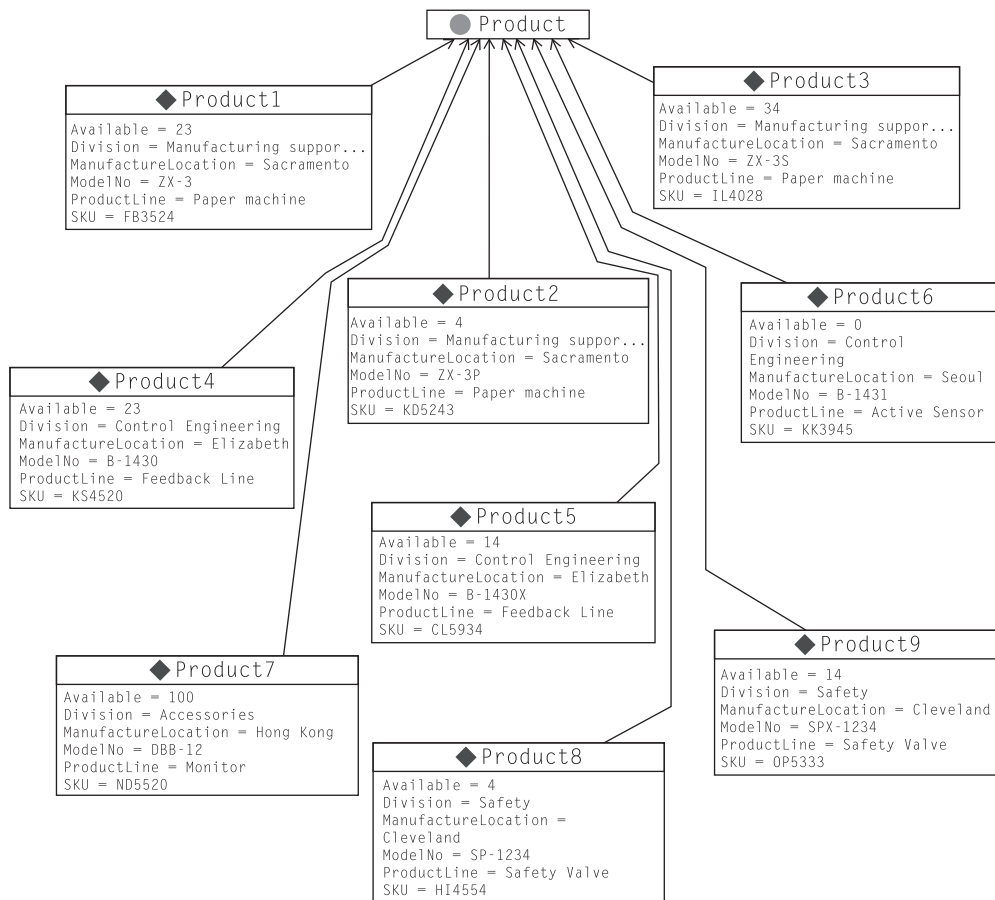 Product
Product1
Available = 23
Division = Manufacturing suppor...
ManufactureLocation = Sacramento
ModelNo = ZX-3
ProductLine = Paper machine
SKU = FB3524
Product3
Available = 34
Division = Manufacturing suppor...
ManufactureLocation = Sacramento
ModelNo = ZX-3S
ProductLine = Paper machine
SKU = IL4028
Product2
Available = 4
Division = Manufacturing suppor...
ManufactureLocation = Sacramento
ModelNo = ZX-3P
ProductLine = Paper machine
SKU = KD5243
Product6
Available = 0
Division = Control
Engineering
ManufactureLocation = Seoul
ModelNo = B-1431
ProductLine = Active Sensor
SKU = KK3945
Product4
Available = 23
Division = Control Engineering
ManufactureLocation = Elizabeth
ModelNo = B-1430
ProductLine = Feedback Line
SKU = KS4520
Product5
Available = 14
Division = Control Engineering
ManufactureLocation = Elizabeth
ModelNo = B-1430X
ProductLine = Feedback Line
SKU = CL5934
Product7
Available = 100
Division = Accessories
ManufactureLocation = Hong Kong
ModelNo = DBB-12
ProductLine = Monitor
SKU = ND5520
Product9
Available = 14
Division = Safety
ManufactureLocation = Cleveland
ModelNo = SPX-1234
ProductLine = Safety Valve
SKU = OP5333
Product8
Available = 4
Division = Safety
ManufactureLocation =
Cleveland
ModelNo = SP-1234
ProductLine = Safety Valve
SKU = HI4554